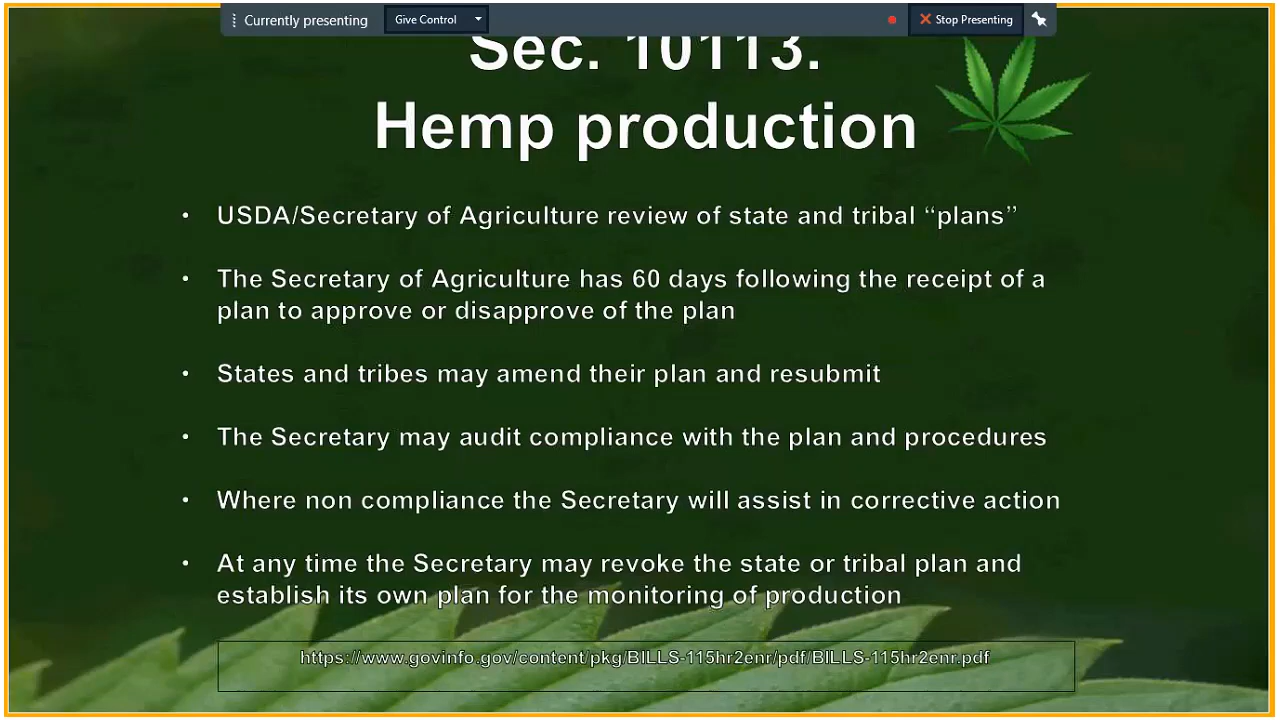 Currently presenting
Give Control
Stop Presenting
Sec. 10113.
Hemp production
• USDA/Secretary of Agriculture review of state and tribal “plans”
• The Secretary of Agriculture has 60 days following the receipt of a
plan to approve or disapprove of the plan
• States and tribes may amend their plan and resubmit
• The Secretary may audit compliance with the plan and procedures
• Where non compliance the Secretary will assist in corrective action
• At any time the Secretary may revoke the state or tribal plan and
establish its own plan for the monitoring of production
https://www.govinfo.gov/content/pkg/BILLS-115hr2enr/pdf/BILLS-115hr2enr.pdf